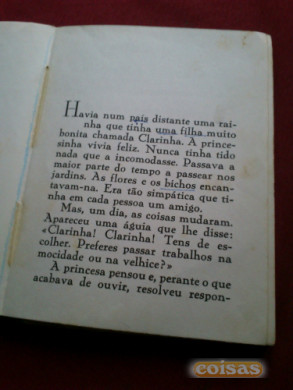 Havia num país distante uma rai-
nha que tinha uma filha muito
bonita chamada Clarinha. A prince-
sinha vivia feliz. Nunca tinha tido
nada que a incomodasse. Passava a
maior parte do tempo a passear nos
jardins. As flores e os bichos encan-
tavam-na. Era tão simpática que ti-
nha em cada pessoa um amigo.
Mas, um dia, as coisas mudaram.
Apareceu uma águia que lhe disse:
«Clarinha! Clarinha! Tens de es-
colher. Preferes passar trabalhos na
mocidade ou na velhice?»
A princesa pensou e, perante o que
acabava de ouvir, resolveu respon-
coisas